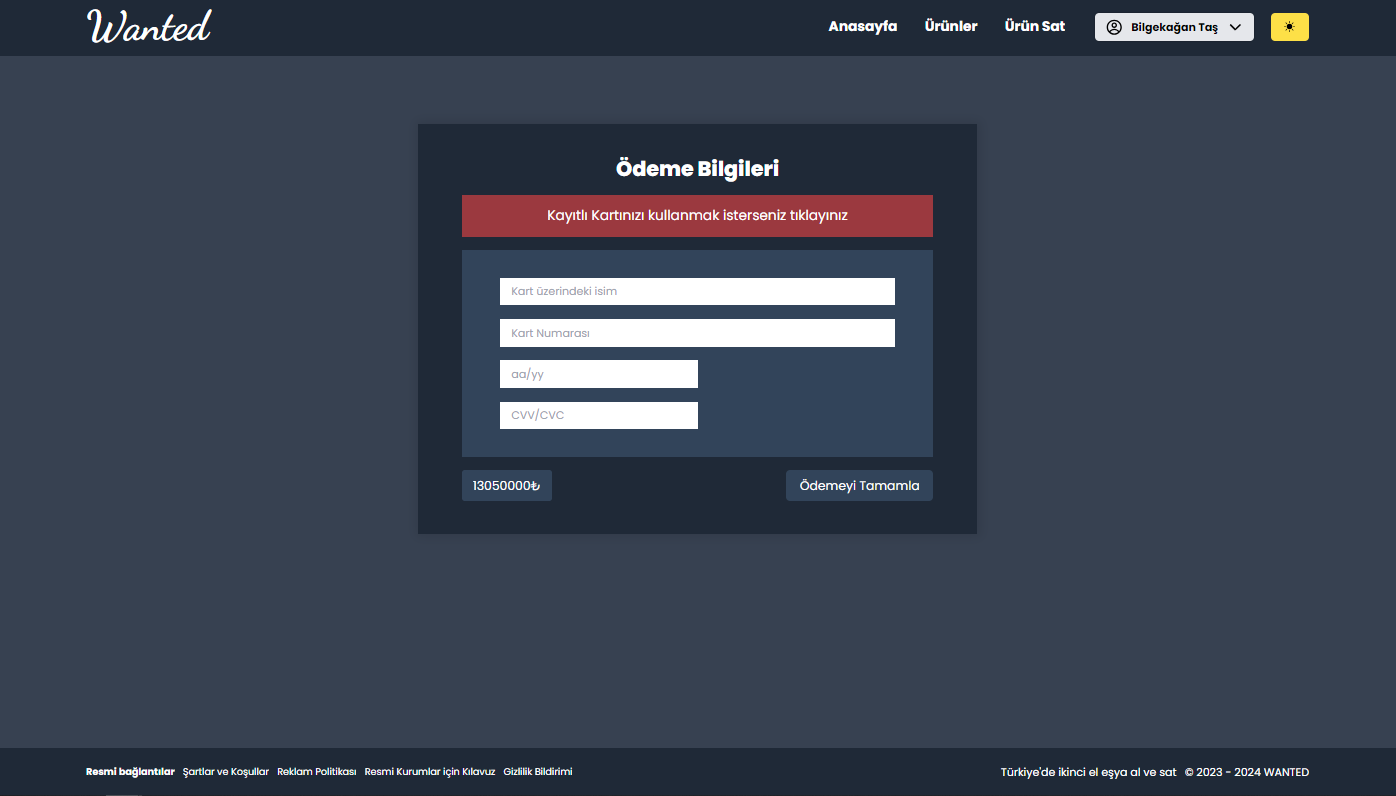 Wanted
Anasayfa Ürünler Ürün Sat Bilgekağan Taş
Ödeme Bilgileri
Kayıtlı Kartınızı kullanmak isterseniz tıklayınız
Kart üzerindeki isim
Kart Numarası
aa/yy
CVV/CVC
13050000₺ Ödemeyi Tamamla
Resmi bağlantılar Şartlar ve Koşullar Reklam Politikası Resmi Kurumlar için Kılavuz Gizlilik Bildirimi Türkiye'de ikinci el eşya al ve sat © 2023 - 2024 WANTED